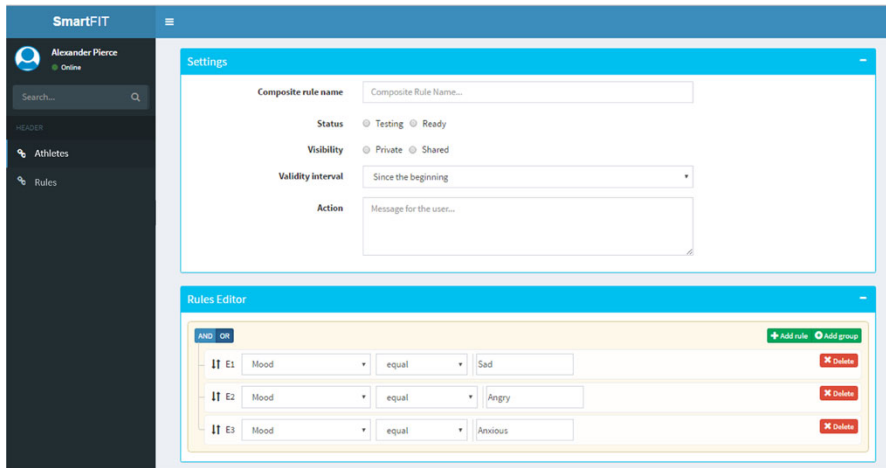 SmartFIT
Alexander Pierce
Online
Search...
HEADER
Athletes
Rules
Settings
Composite rule name Composite Rule Name...
Status Testing Ready
Visibility Private Shared
Validity interval Since the beginning
Action Message for the user...
Rules Editor
AND OR Add rule Add group
E1 Mood equal Sad Delete
E2 Mood equal Angry Delete
E3 Mood equal Anxious Delete